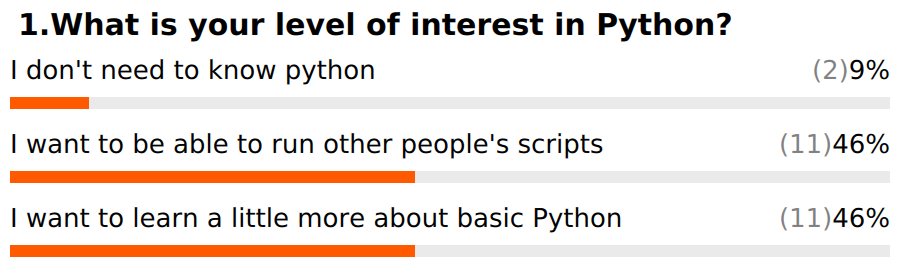 1.What is your level of interest in Python?
I don't need to know python (2)9%
I want to be able to run other people's scripts (11)46%
I want to learn a little more about basic Python (11)46%